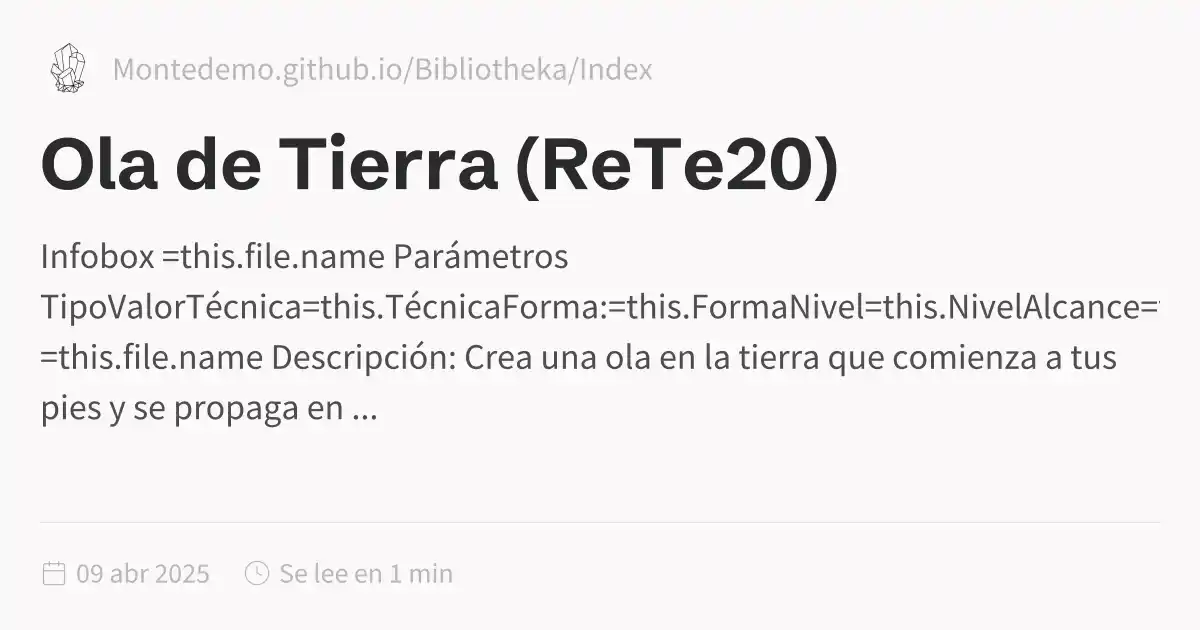 Montedemo.github.io/Bibliotheka/Index
Ola de Tierra (ReTe20)
Infobox =this.file.name Parámetros
TipoValorTécnica=this.TécnicaForma:=this.FormaNivel=this.NivelAlcance=
=this.file.name Descripción: Crea una ola en la tierra que comienza a tus
pies y se propaga en ...
09 abr 2025
Se lee en 1 min